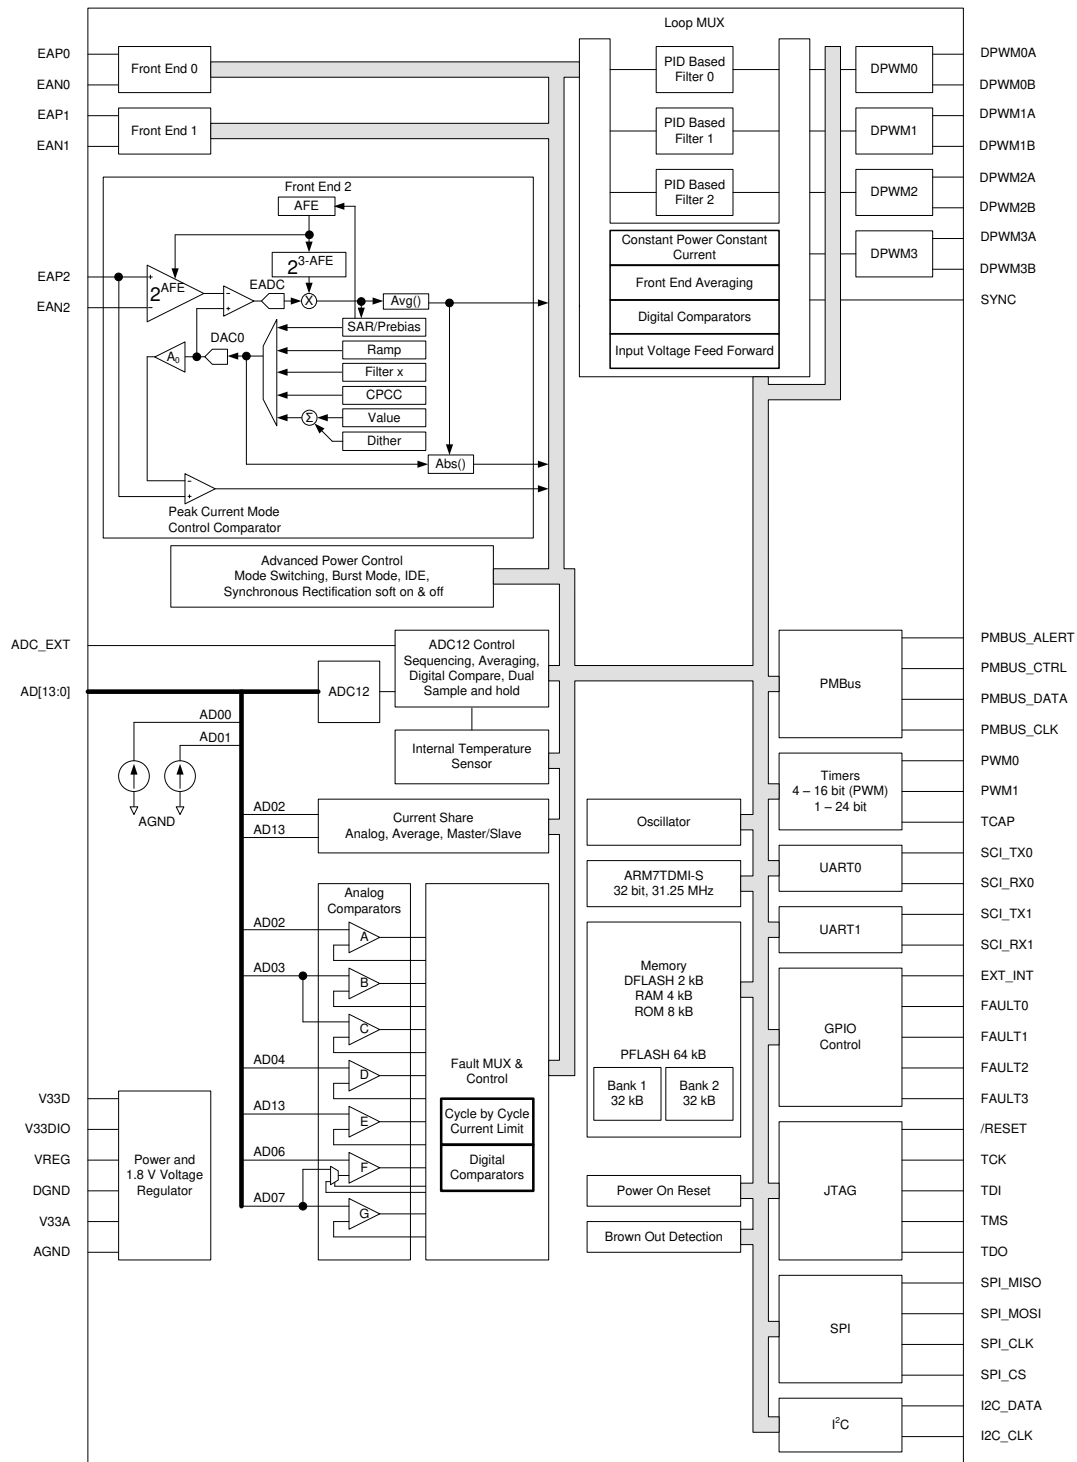 Loop MUX
EAP0
EAN0
EAP1
EAN1
Front End 0
Front End 1
PID Based
Filter 0
PID Based
Filter 1
PID Based
Filter 2
DPWM0
DPWM1
DPWM2
DPWM3
DPWM0A
DPWM0B
DPWM1A
DPWM1B
DPWM2A
DPWM2B
DPWM3A
DPWM3B
SYNC
Constant Power Constant
Current
Front End Averaging
Digital Comparators
Input Voltage Feed Forward
Front End 2
AFE
2^3-AFE
EAP2
EAN2
+
2^AFE
-
-
+
EADC
X
Avg()
SAR/Prebias
Ramp
Filter x
CPCC
Value
Dither
Σ
DAC0
A₀
Abs()
-
+
Peak Current Mode
Control Comparator
Advanced Power Control
Mode Switching, Burst Mode, IDE,
Synchronous Rectification soft on & off
ADC_EXT
AD[13:0]
ADC12 Control
Sequencing, Averaging,
Digital Compare, Dual
Sample and hold
ADC12
AD00
AD01
AGND
Internal Temperature
Sensor
AD02
AD13
Current Share
Analog, Average, Master/Slave
Analog
Comparators
AD02
AD03
AD04
AD13
AD06
AD07
A
B
C
D
E
F
G
Fault MUX &
Control
Cycle by Cycle
Current Limit
Digital
Comparators
V33D
V33DIO
VREG
DGND
V33A
AGND
Power and
1.8 V Voltage
Regulator
Oscillator
ARM7TDMI-S
32 bit, 31.25 MHz
Memory
DFLASH 2 kB
RAM 4 kB
ROM 8 kB
PFLASH 64 kB
Bank 1
32 kB
Bank 2
32 kB
Power On Reset
Brown Out Detection
PMBus
PMBUS_ALERT
PMBUS_CTRL
PMBUS_DATA
PMBUS_CLK
Timers
4 – 16 bit (PWM)
1 – 24 bit
PWM0
PWM1
TCAP
UART0
SCI_TX0
SCI_RX0
UART1
SCI_TX1
SCI_RX1
GPIO
Control
EXT_INT
FAULT0
FAULT1
FAULT2
FAULT3
JTAG
/RESET
TCK
TDI
TMS
TDO
SPI
SPI_MISO
SPI_MOSI
SPI_CLK
SPI_CS
I²C
I2C_DATA
I2C_CLK